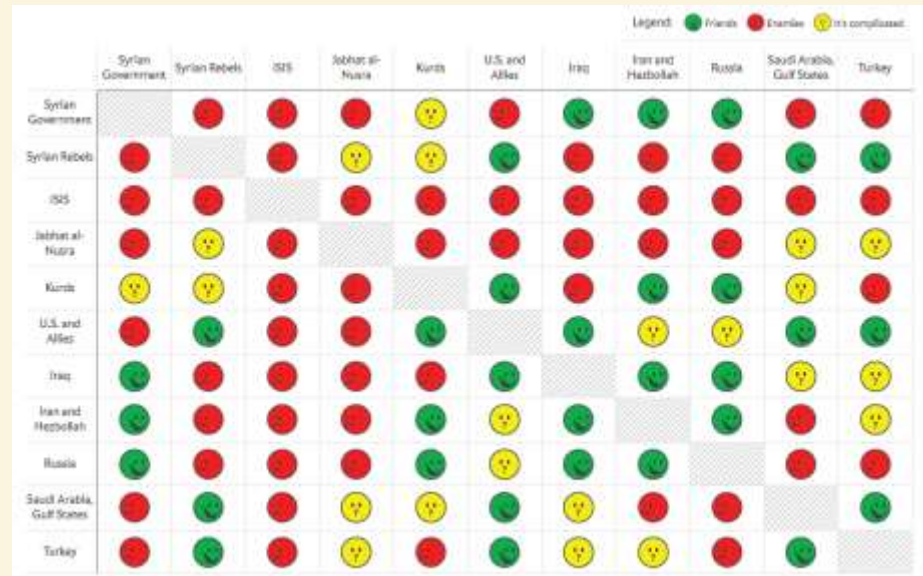 Legend: Friends Enamies It's complicated
Syrian Government Syrian Rebels ISIS Jabhat al-Nusra Kurds U.S. and Allies Iraq Iran and Hezbollah Russia Saudi Arabia, Gulf States Turkey
Syrian
Government
Syrian Rebels
ISIS
Jabhat al-
Nusra
Kurds
U.S. and
Allies
Iraq
Iran and
Hezbollah
Russia
Saudi Arabia,
Gulf States
Turkey